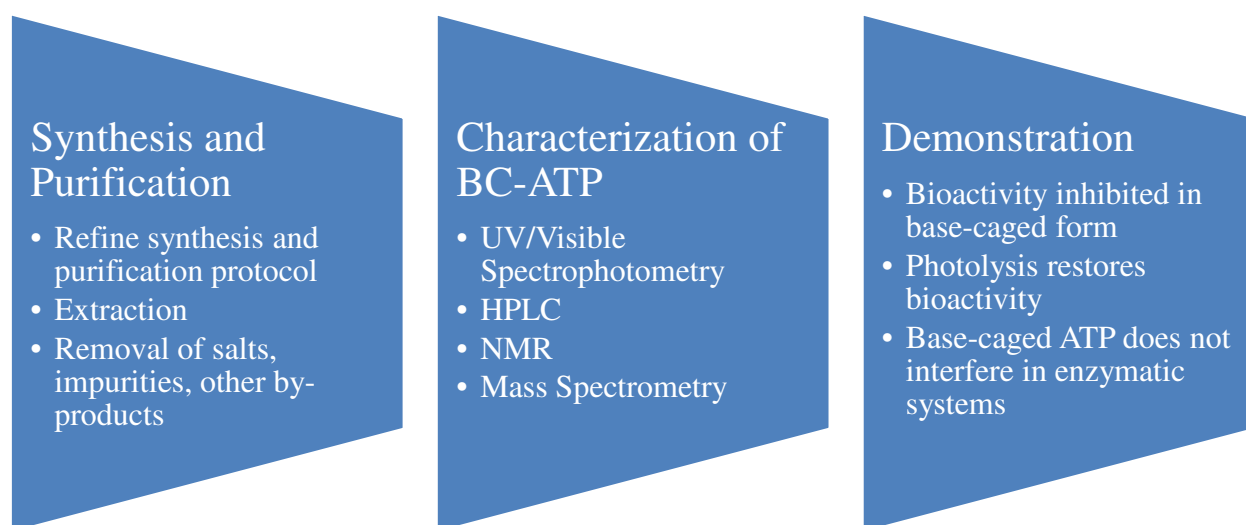 Synthesis and
Purification
• Refine synthesis and
purification protocol
• Extraction
• Removal of salts,
impurities, other by-
products
Characterization of
BC-ATP
• UV/Visible
Spectrophotometry
• HPLC
• NMR
• Mass Spectrometry
Demonstration
• Bioactivity inhibited in
base-caged form
• Photolysis restores
bioactivity
• Base-caged ATP does not
interfere in enzymatic
systems